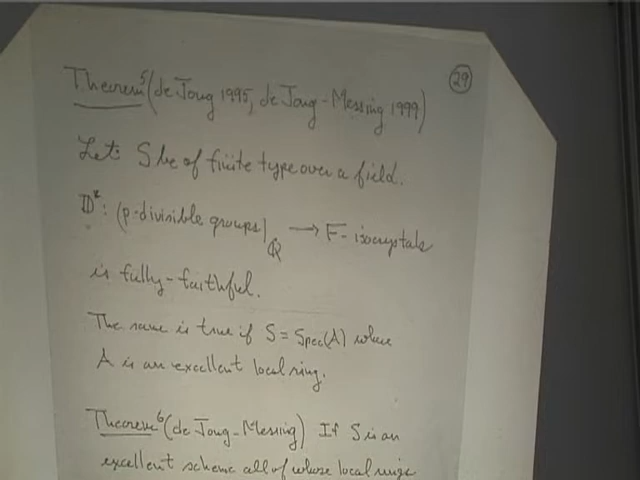 29
Theorem⁵ (de Jong 1995, de Jong-Messing 1999)
Let S be of finite type over a field.
𝔻*: (p-divisible groups)_ℚ → F-isocrystals
is fully-faithful.
The same is true if S = Spec(A) where
A is an excellent local ring.
Theorem⁶ (de Jong-Messing) If S is an
excellent scheme all of whose local rings